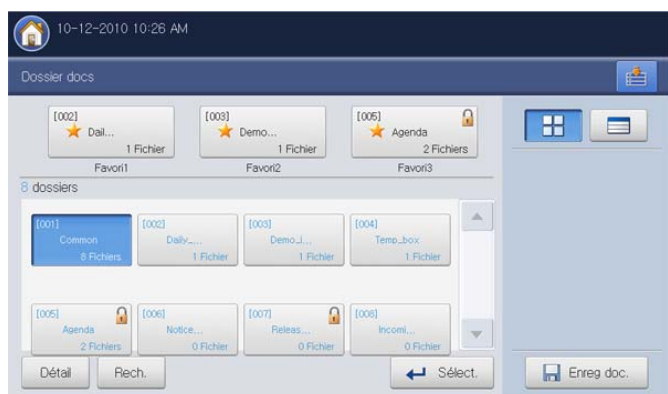 10-12-2010 10:26 AM
Dossier docs
[002] [003] [005]
Dail... Demo... Agenda
1 Fichier 1 Fichier 2 Fichiers
Favori1 Favori2 Favori3
8 dossiers
[001] [002] [003] [004]
Common Daily_... Demo_i... Temp_box
8 Fichiers 1 Fichier 1 Fichier 1 Fichier
[005] [006] [007] [008]
Agenda Notice... Releas... Incomi...
2 Fichiers 0 Fichier 0 Fichier 0 Fichier
Détail Rech. Sélect. Enreg doc.